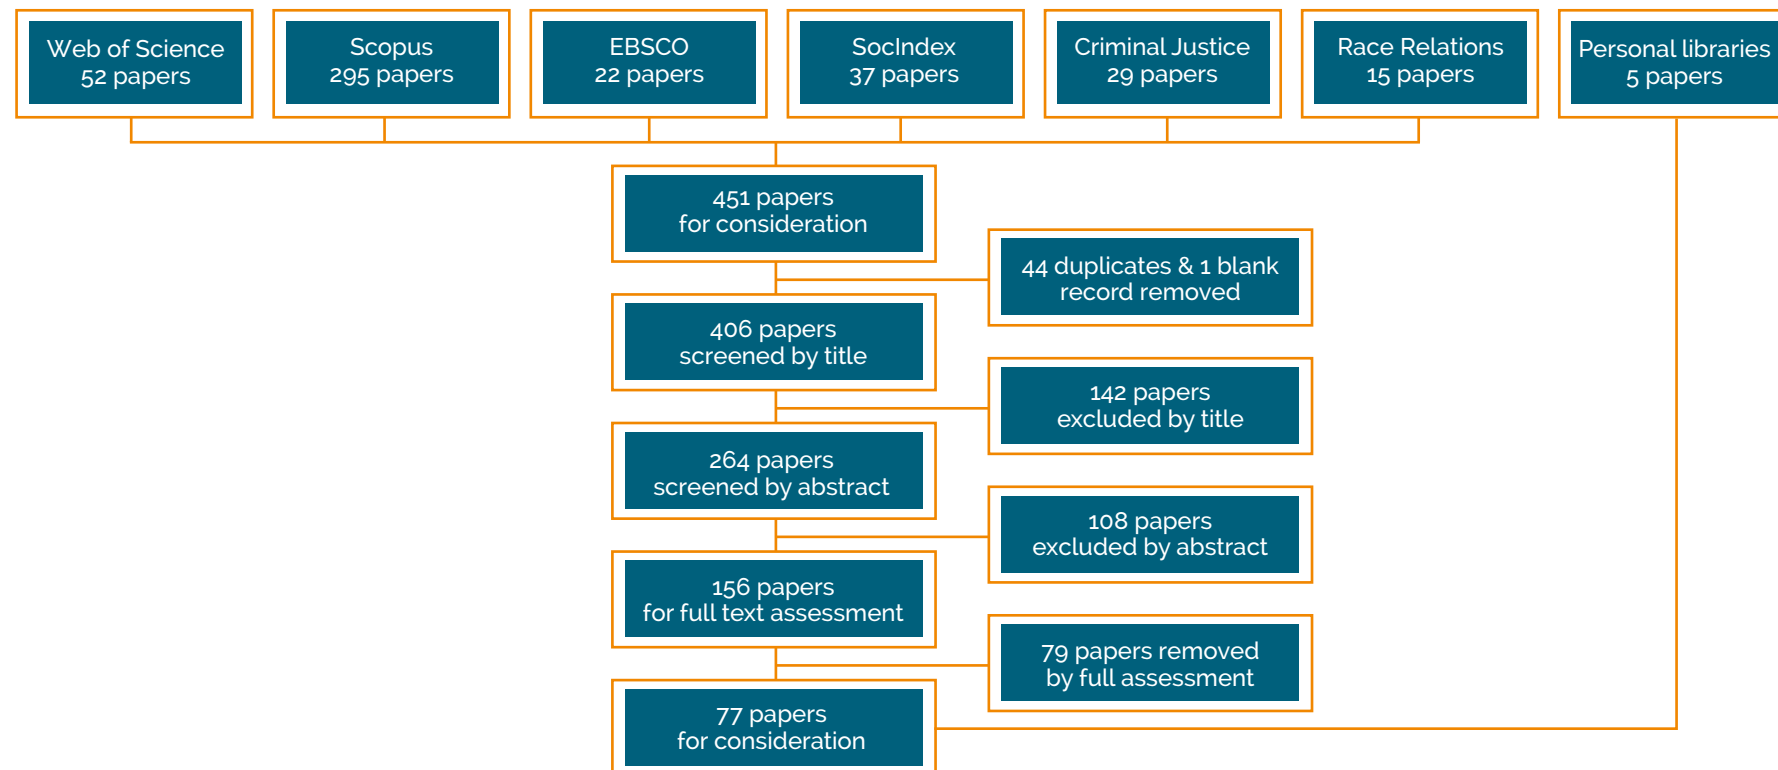 Web of Science
52 papers
Scopus
295 papers
EBSCO
22 papers
SocIndex
37 papers
Criminal Justice
29 papers
Race Relations
15 papers
Personal libraries
5 papers
451 papers
for consideration
44 duplicates & 1 blank
record removed
406 papers
screened by title
142 papers
excluded by title
264 papers
screened by abstract
108 papers
excluded by abstract
156 papers
for full text assessment
79 papers removed
by full assessment
77 papers
for consideration